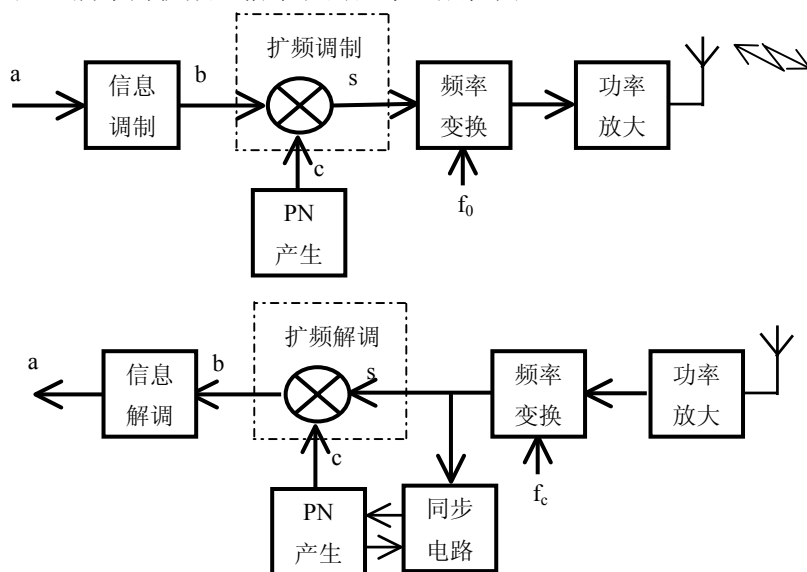 扩频调制
a
信息
调制
b
s
频率
变换
功率
放大
c
PN
产生
f0
扩频解调
a
信息
解调
b
s
频率
变换
功率
放大
c
PN
产生
同步
电路
fc